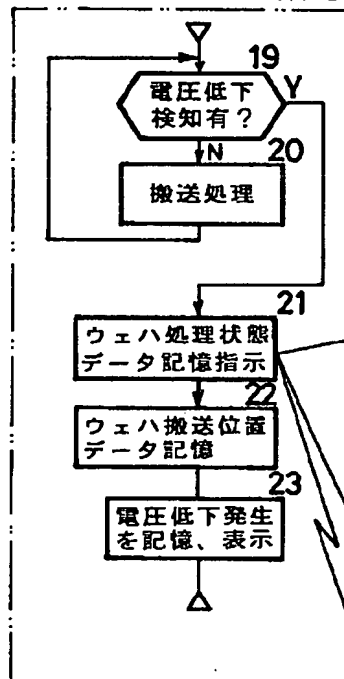 19
電圧低下
検知有？
Y
N
20
搬送処理
21
ウェハ処理状態
データ記憶指示
22
ウェハ搬送位置
データ記憶
23
電圧低下発生
を記憶、表示